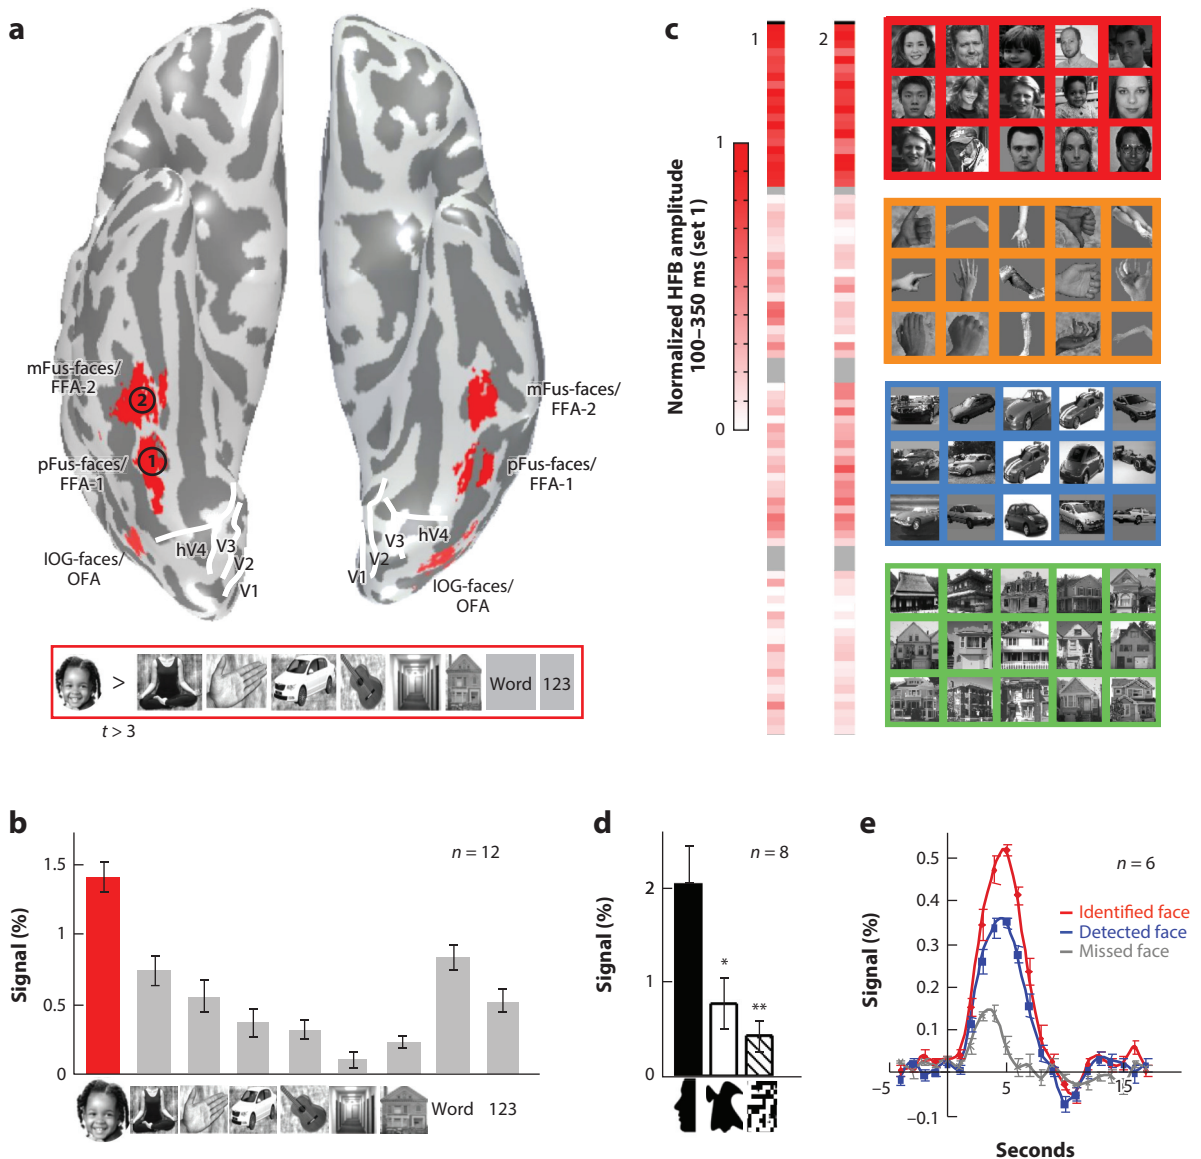 a
mFus-faces/
FFA-2
2
1
pFus-faces/
FFA-1
IOG-faces/
OFA
hV4
V3
V2
V1
mFus-faces/
FFA-2
pFus-faces/
FFA-1
V1
V2
V3
hV4
IOG-faces/
OFA
>
Word
123
t > 3
c
1
2
Normalized HFB amplitude
100–350 ms (set 1)
1
0
b
n = 12
Signal (%)
1.5
1
0.5
0
Word
123
d
n = 8
Signal (%)
2
1
0
*
**
e
n = 6
Signal (%)
0.5
0.4
0.3
0.2
0.1
0
-0.1
−5
5
15
Identified face
Detected face
Missed face
Seconds